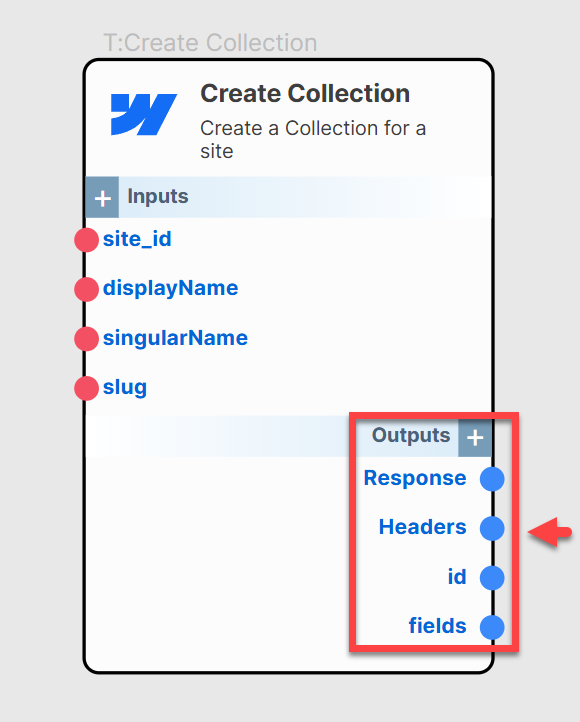 T:Create Collection
Create Collection
Create a Collection for a
site
+ Inputs
site_id
displayName
singularName
slug
Outputs +
Response
Headers
id
fields